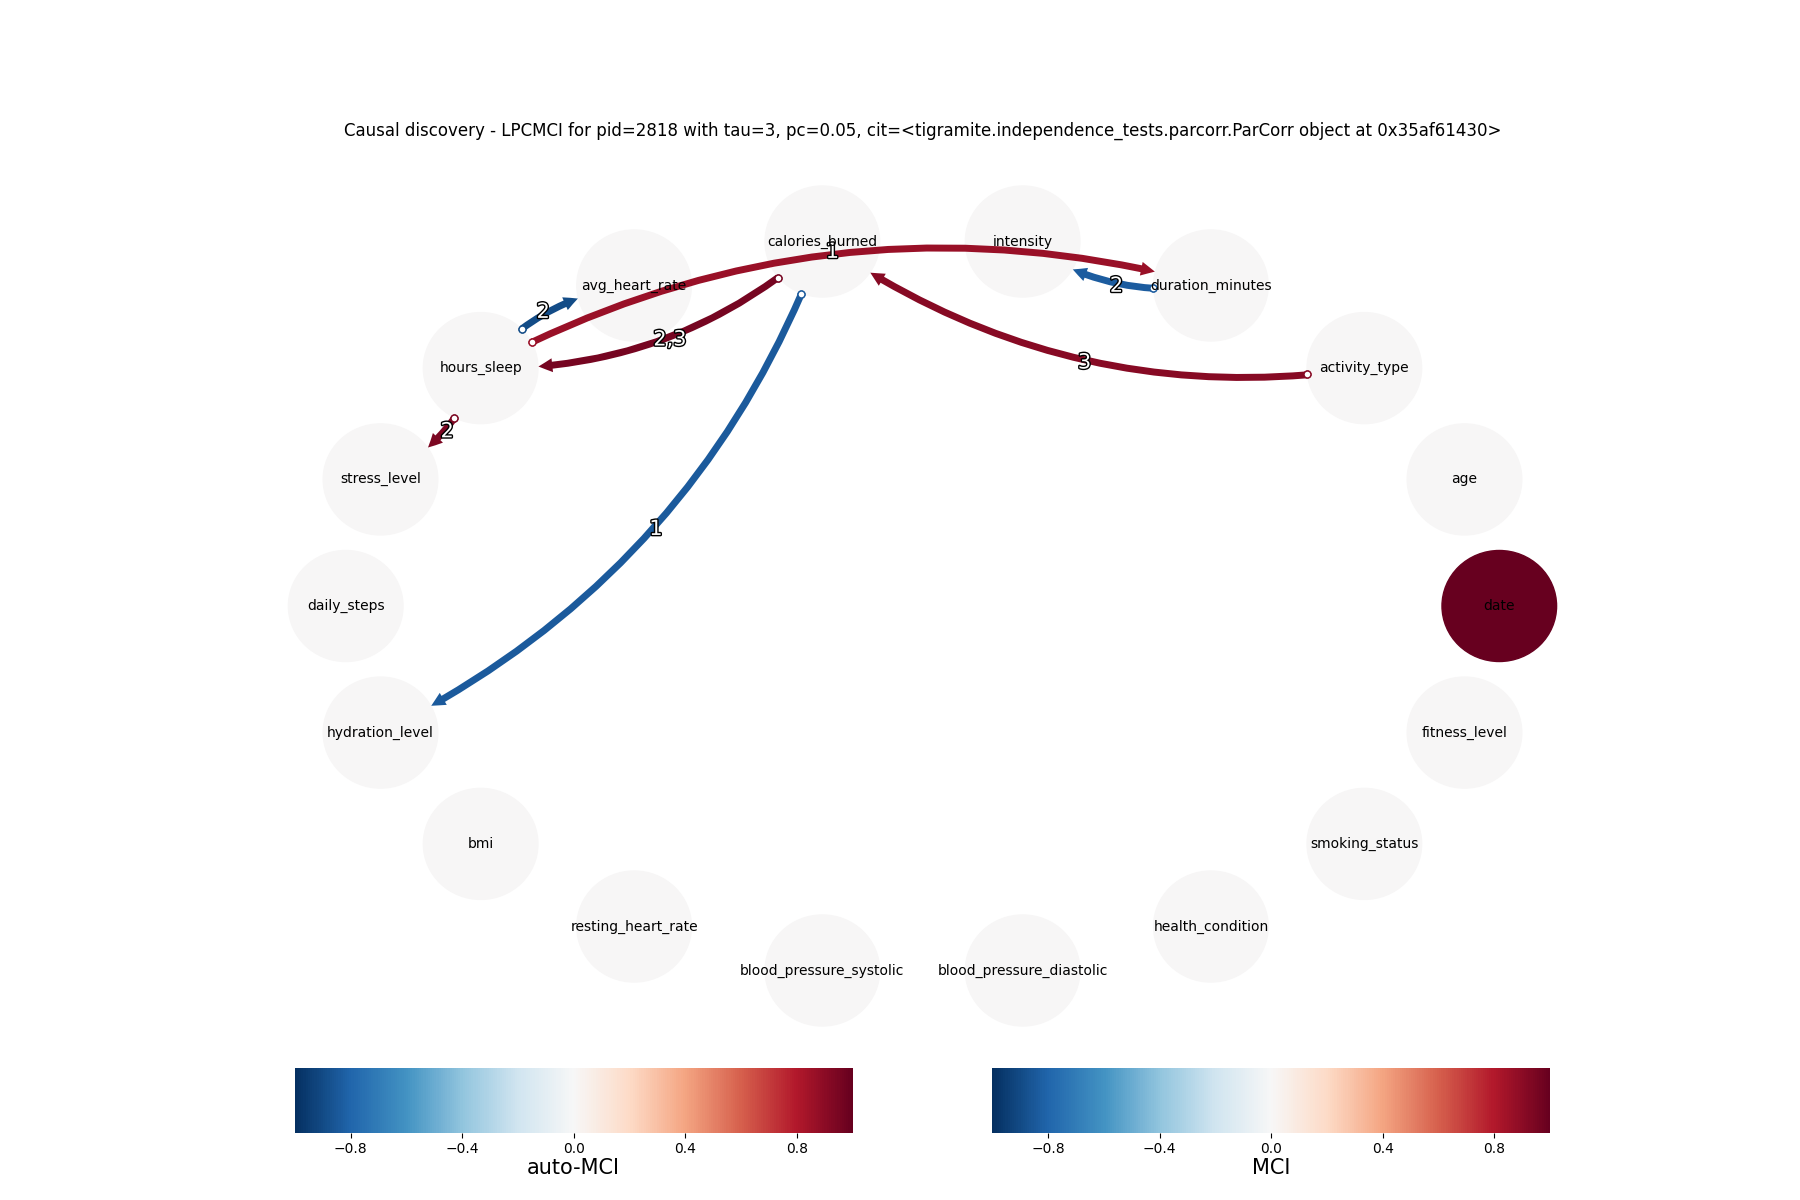 Causal discovery - LPCMCI for pid=2818 with tau=3, pc=0.05, cit=<tigramite.independence_tests.parcorr.ParCorr object at 0x35af61430>
calories_burned
intensity
1
avg_heart_rate
duration_minutes
2
2
2,3
3
hours_sleep
activity_type
2
stress_level
age
1
daily_steps
date
hydration_level
fitness_level
bmi
smoking_status
resting_heart_rate
health_condition
blood_pressure_systolic
blood_pressure_diastolic
−0.8 −0.4 0.0 0.4 0.8
auto-MCI
−0.8 −0.4 0.0 0.4 0.8
MCI